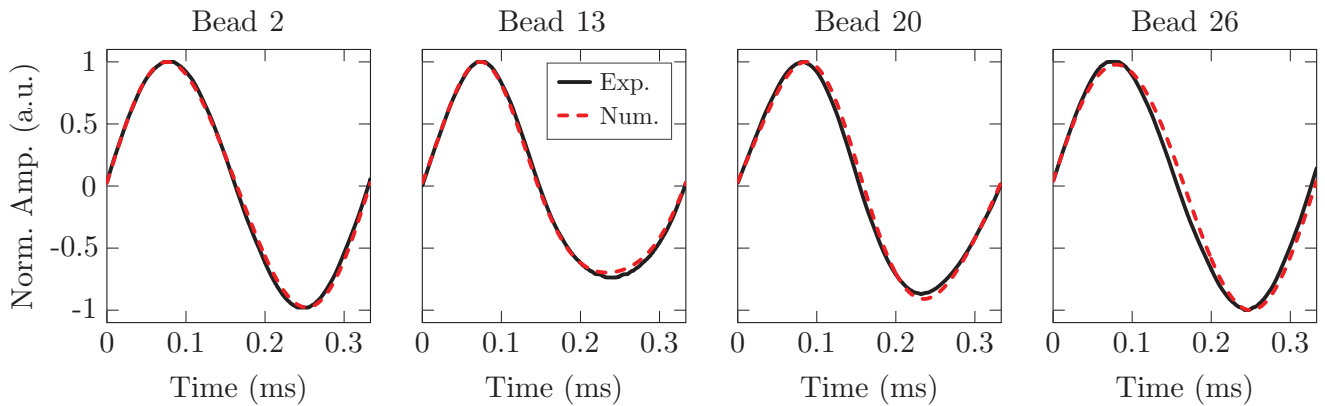 Bead 2 Bead 13 Bead 20 Bead 26
Norm. Amp. (a.u.)
1
0.5
0
-0.5
-1
Exp.
Num.
0 0.1 0.2 0.3 0 0.1 0.2 0.3 0 0.1 0.2 0.3 0 0.1 0.2 0.3
Time (ms) Time (ms) Time (ms) Time (ms)